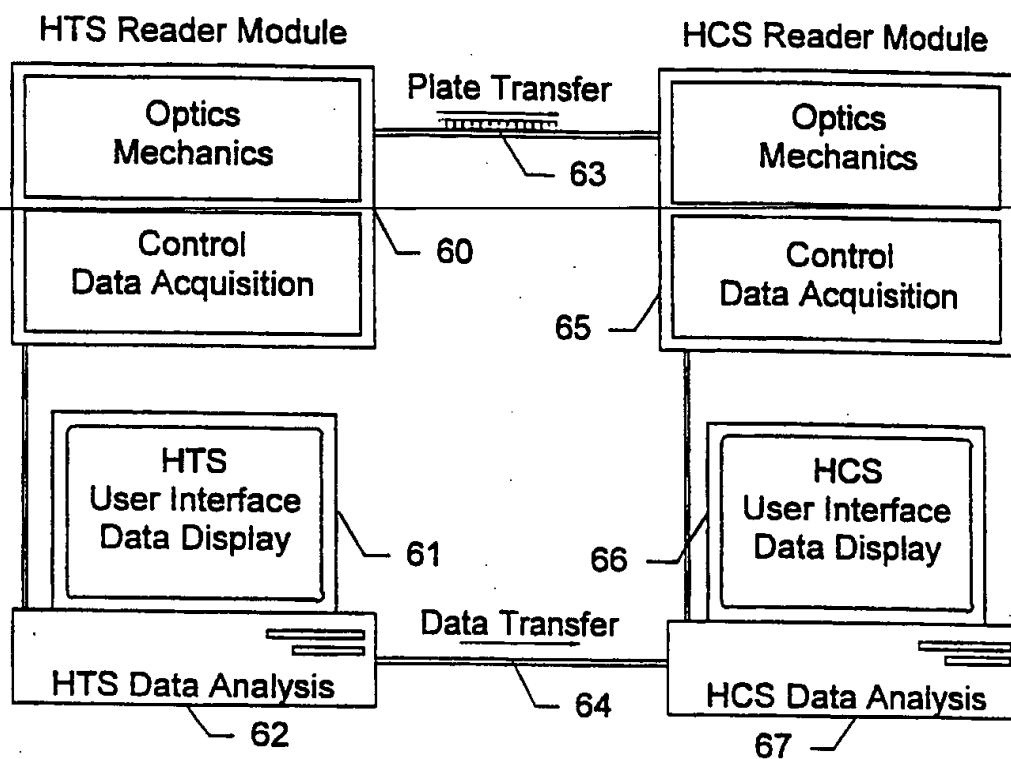 HTS Reader Module
HCS Reader Module
Optics
Mechanics
Plate Transfer
Optics
Mechanics
63
Control
Data Acquisition
60
Control
Data Acquisition
65
HTS
User Interface
Data Display
61
HCS
User Interface
Data Display
66
Data Transfer
HTS Data Analysis
64
HCS Data Analysis
62
67